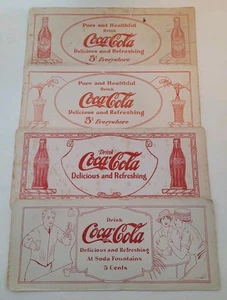 Pure and Healthful
Drink
Coca-Cola
Delicious and Refreshing
5¢ Everywhere
Pure and Healthful
Drink
Coca-Cola
Delicious and Refreshing
5¢ Everywhere
Drink
Coca-Cola
Delicious and Refreshing
Drink
Coca-Cola
Delicious and Refreshing
At Soda Fountains
5 Cents